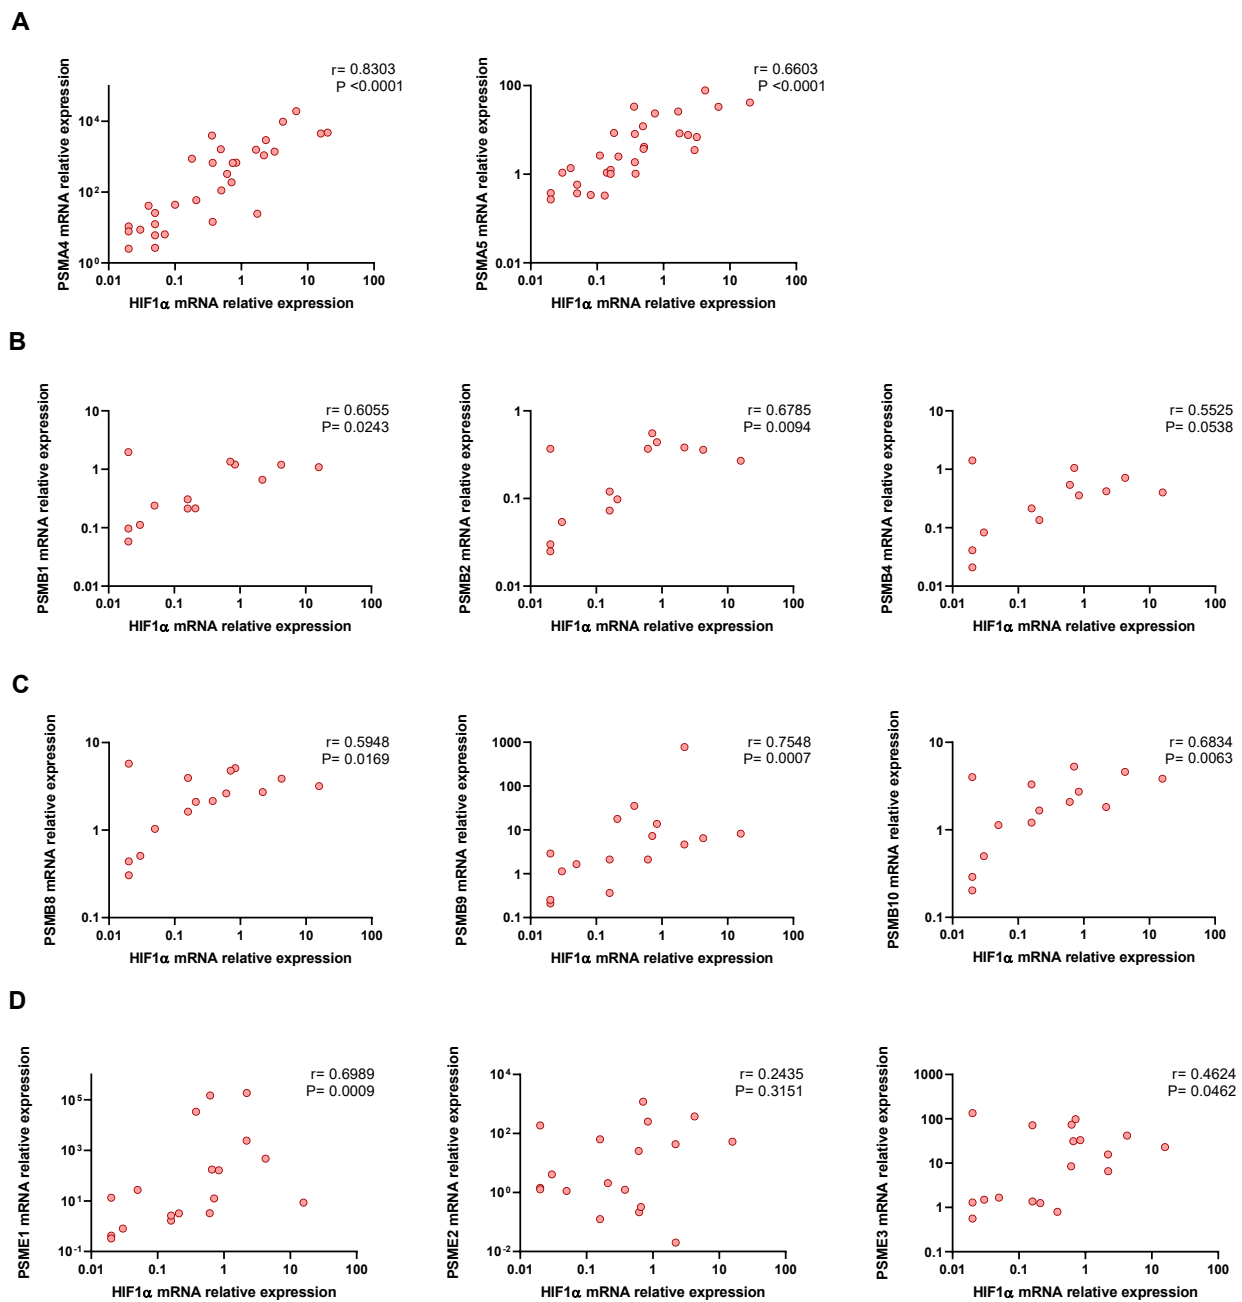 A
r= 0.8303
P <0.0001
PSMA4 mRNA relative expression
10⁴
10²
10⁰
0.01 0.1 1 10 100
HIF1α mRNA relative expression
r= 0.6603
P <0.0001
PSMA5 mRNA relative expression
100
1
0.01
0.01 0.1 1 10 100
HIF1α mRNA relative expression
B
r= 0.6055
P= 0.0243
PSMB1 mRNA relative expression
10
1
0.1
0.01
0.01 0.1 1 10 100
HIF1α mRNA relative expression
r= 0.6785
P= 0.0094
PSMB2 mRNA relative expression
1
0.1
0.01
0.01 0.1 1 10 100
HIF1α mRNA relative expression
r= 0.5525
P= 0.0538
PSMB4 mRNA relative expression
10
1
0.1
0.01
0.01 0.1 1 10 100
HIF1α mRNA relative expression
C
r= 0.5948
P= 0.0169
PSMB8 mRNA relative expression
10
1
0.1
0.01 0.1 1 10 100
HIF1α mRNA relative expression
r= 0.7548
P= 0.0007
PSMB9 mRNA relative expression
1000
100
10
1
0.1
0.01 0.1 1 10 100
HIF1α mRNA relative expression
r= 0.6834
P= 0.0063
PSMB10 mRNA relative expression
10
1
0.1
0.01 0.1 1 10 100
HIF1α mRNA relative expression
D
r= 0.6989
P= 0.0009
PSME1 mRNA relative expression
10⁵
10³
10¹
10⁻¹
0.01 0.1 1 10 100
HIF1α mRNA relative expression
r= 0.2435
P= 0.3151
PSME2 mRNA relative expression
10⁴
10²
10⁰
10⁻²
0.01 0.1 1 10 100
HIF1α mRNA relative expression
r= 0.4624
P= 0.0462
PSME3 mRNA relative expression
1000
100
10
1
0.1
0.01 0.1 1 10 100
HIF1α mRNA relative expression